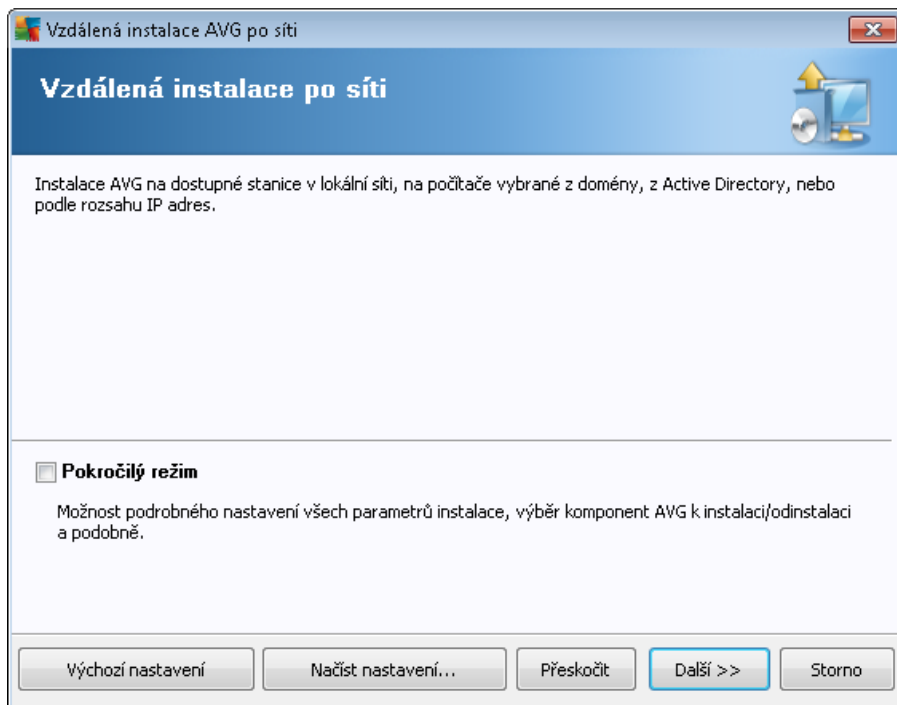 Vzdálená instalace AVG po síti
Vzdálená instalace po síti
Instalace AVG na dostupné stanice v lokální síti, na počítače vybrané z domény, z Active Directory, nebo
podle rozsahu IP adres.
Pokročilý režim
Možnost podrobného nastavení všech parametrů instalace, výběr komponent AVG k instalaci/odinstalaci
a podobně.
Výchozí nastavení Načíst nastavení... Přeskočit Další >> Storno